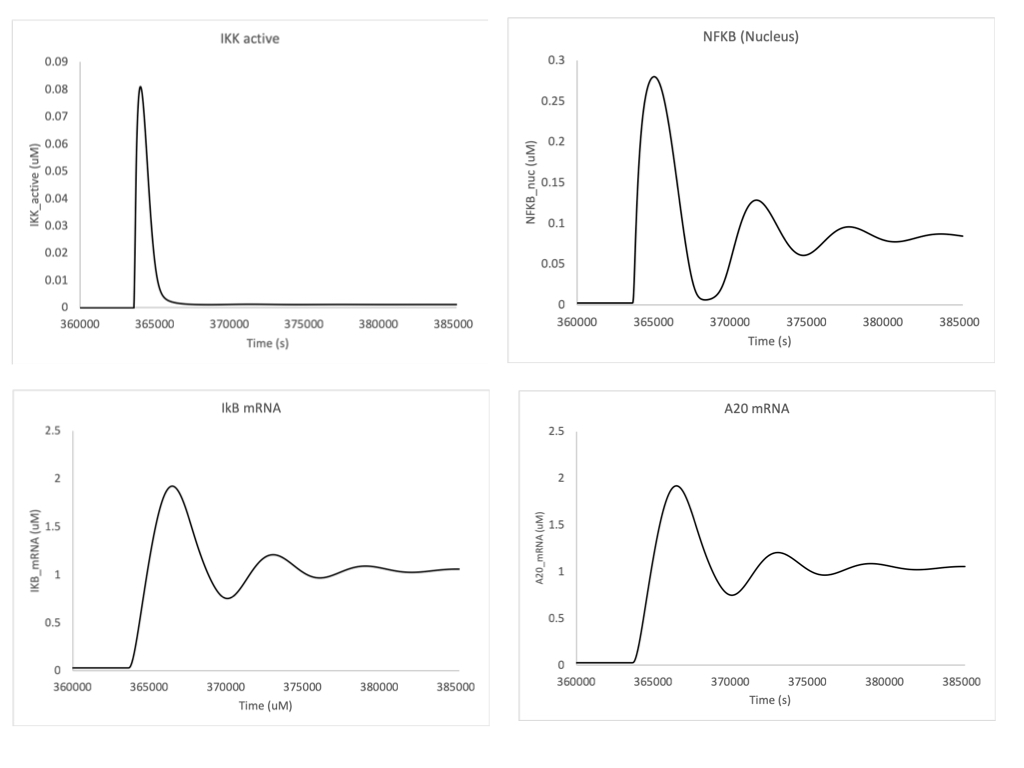 IKK active
IKK_active (uM)
0.09
0.08
0.07
0.06
0.05
0.04
0.03
0.02
0.01
0
360000 365000 370000 375000 380000 385000
Time (s)
NFKB (Nucleus)
NFKB_nuc (uM)
0.3
0.25
0.2
0.15
0.1
0.05
0
360000 365000 370000 375000 380000 385000
Time (s)
IkB mRNA
IKB_mRNA (uM)
2.5
2
1.5
1
0.5
0
360000 365000 370000 375000 380000 385000
Time (uM)
A20 mRNA
A20_mRNA (uM)
2.5
2
1.5
1
0.5
0
360000 365000 370000 375000 380000 385000
Time (s)